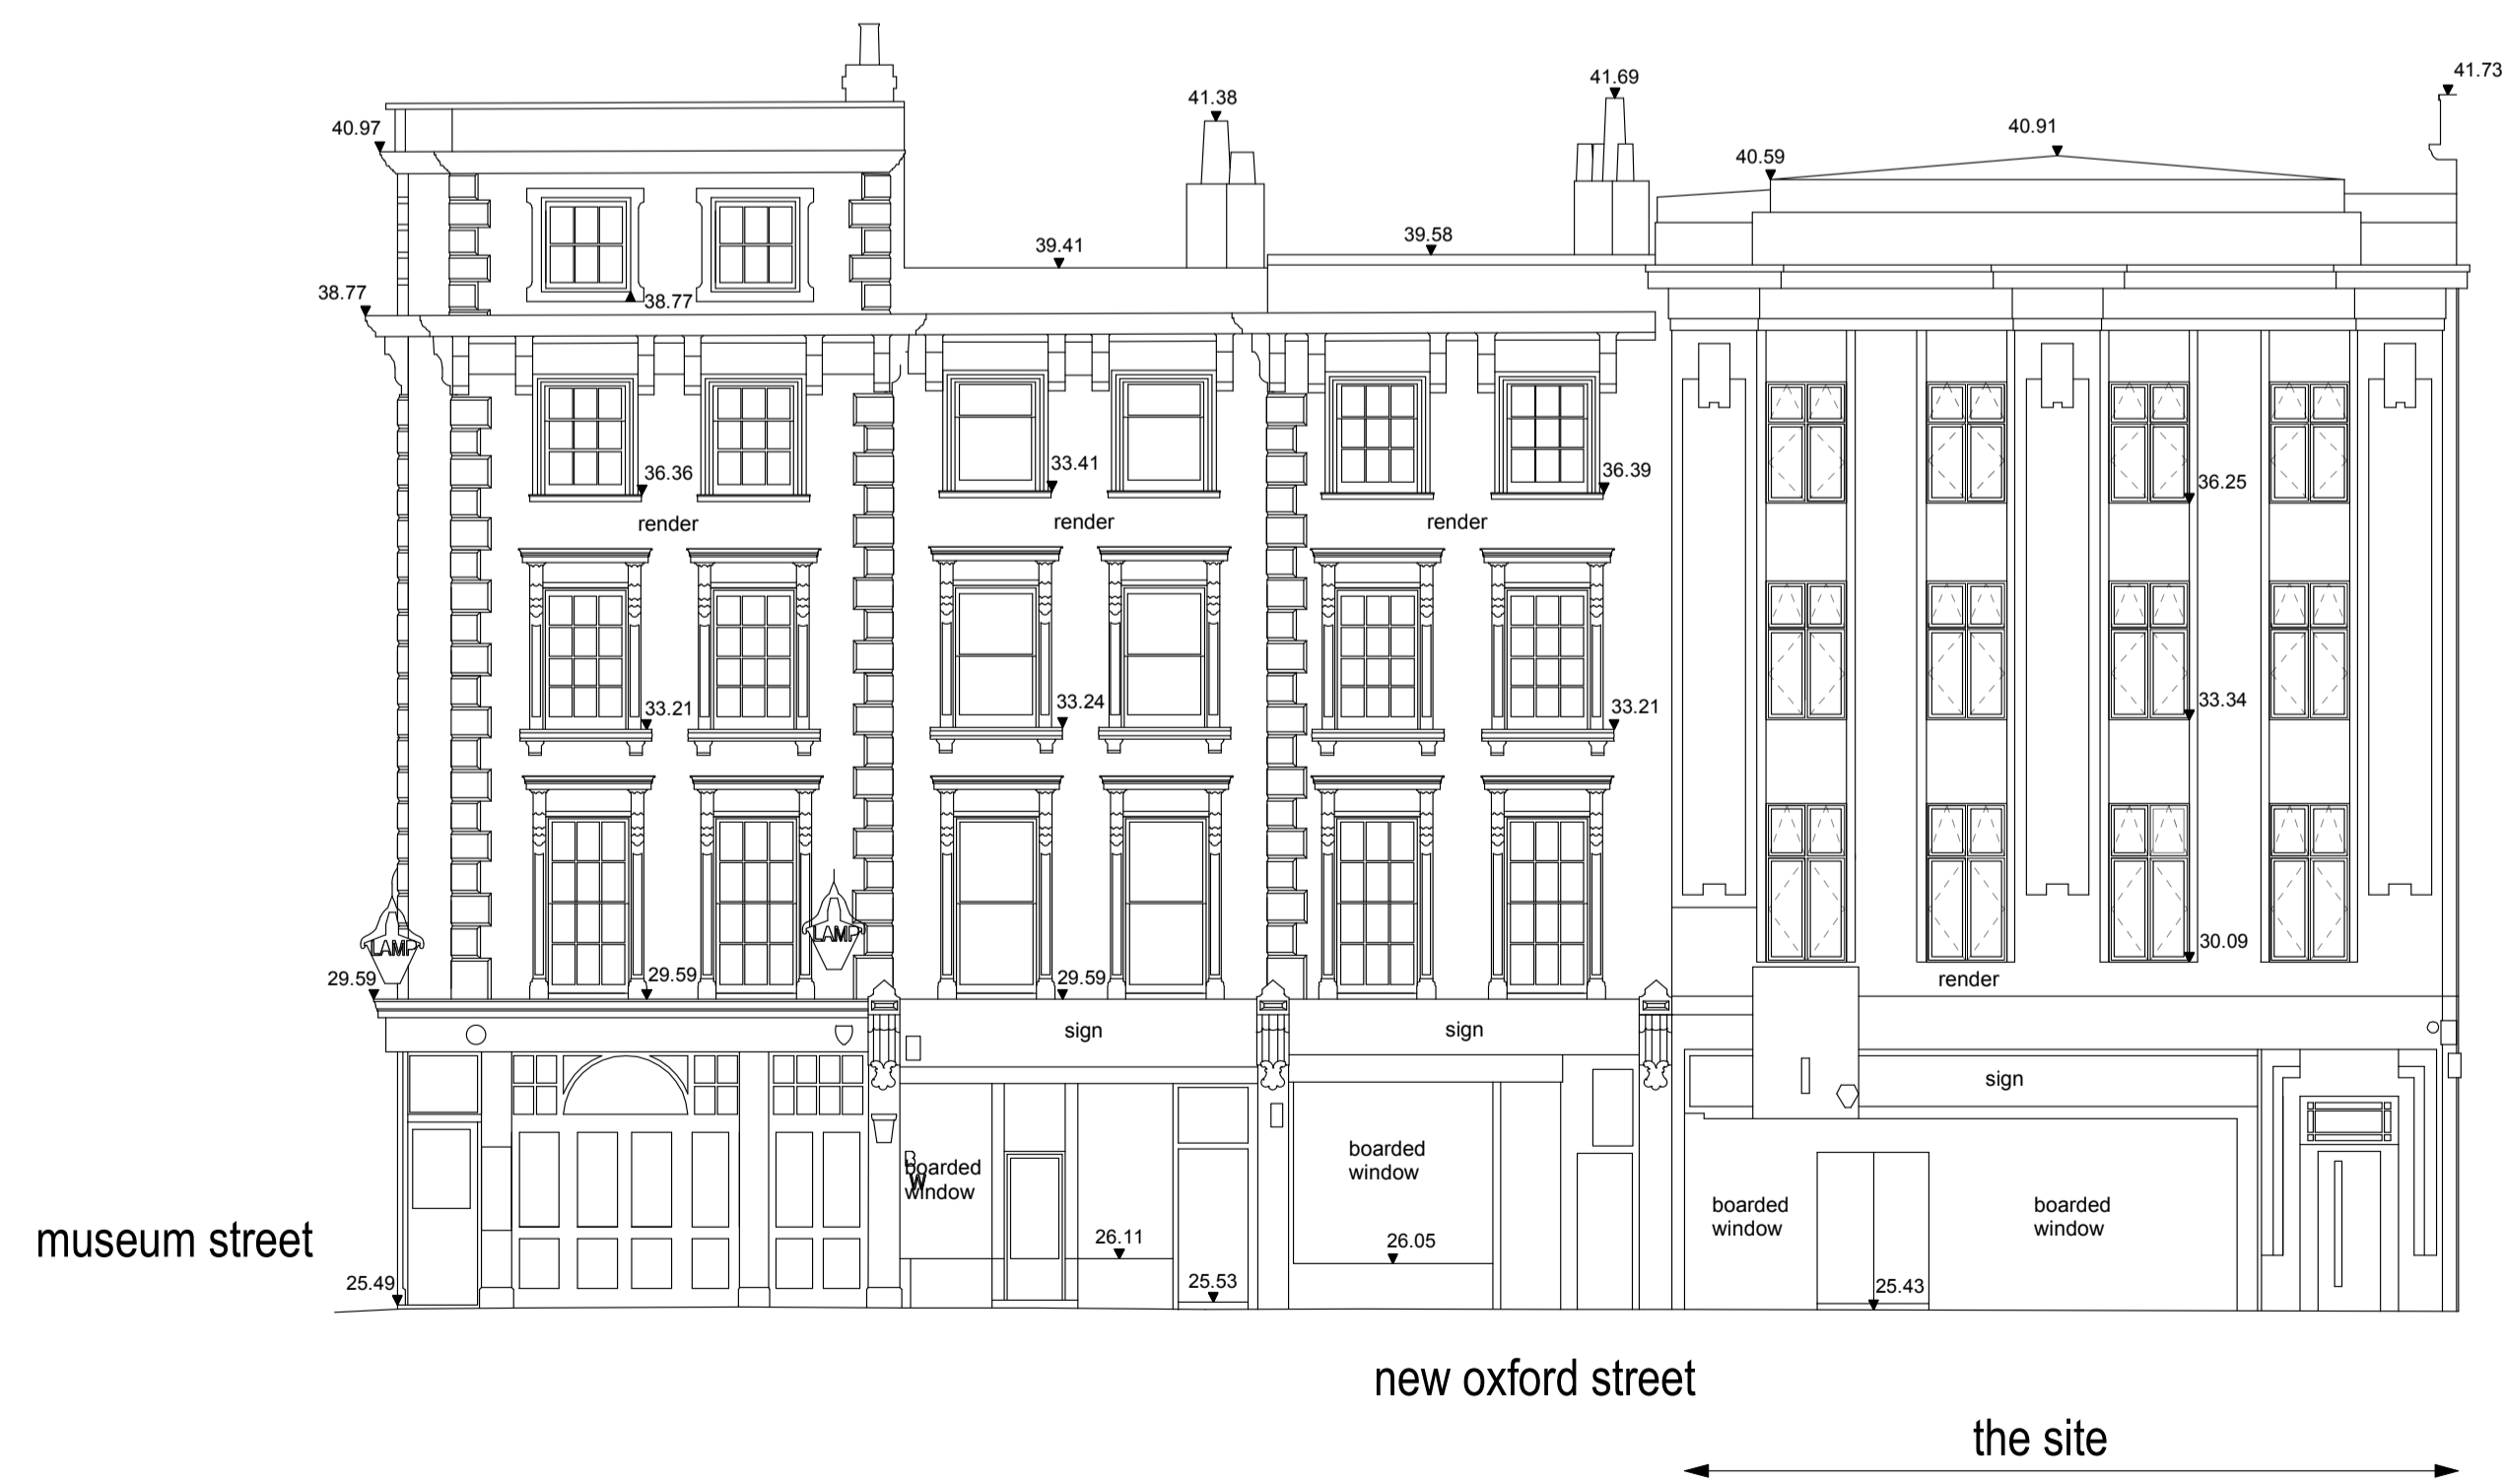 41.73
41.69
41.38
40.97
40.91
40.59
39.41
39.58
38.77
38.77
36.36
33.41
36.39
36.25
render
render
render
33.21
33.24
33.21
33.34
LAMP
LAMP
30.09
29.59
29.59
29.59
render
sign
sign
sign
B
W
boarded
window
boarded
window
boarded
window
boarded
window
museum street
26.11
26.05
25.49
25.53
25.43
new oxford street
the site